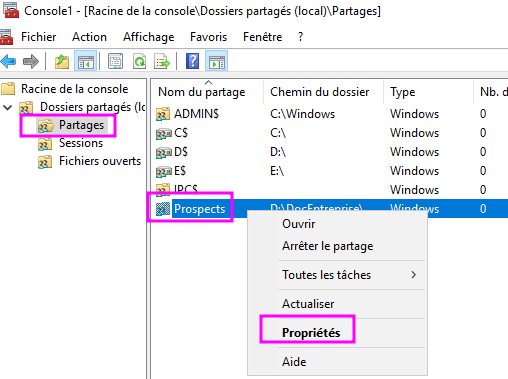 Console1 - [Racine de la console\Dossiers partagés (local)\Partages]
Fichier Action Affichage Favoris Fenêtre ?
Racine de la console
Dossiers partagés (lo
Partages
Sessions
Fichiers ouverts
Nom du partage Chemin du dossier Type Nb. d
ADMIN$ C:\Windows Windows 0
C$ C:\ Windows 0
D$ D:\ Windows 0
E$ E:\ Windows 0
IPC$ Windows 0
Prospects D:\DocEntreprise\ Windows 0
Ouvrir
Arrêter le partage
Toutes les tâches
Actualiser
Propriétés
Aide